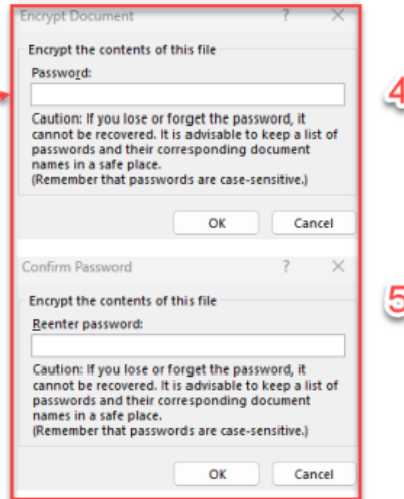 Encrypt Document ? ×
Encrypt the contents of this file
Password:
Caution: If you lose or forget the password, it
cannot be recovered. It is advisable to keep a list of
passwords and their corresponding document
names in a safe place.
(Remember that passwords are case-sensitive.)
OK Cancel
4
Confirm Password ? ×
Encrypt the contents of this file
Reenter password:
Caution: If you lose or forget the password, it
cannot be recovered. It is advisable to keep a list of
passwords and their corresponding document
names in a safe place.
(Remember that passwords are case-sensitive.)
OK Cancel
5